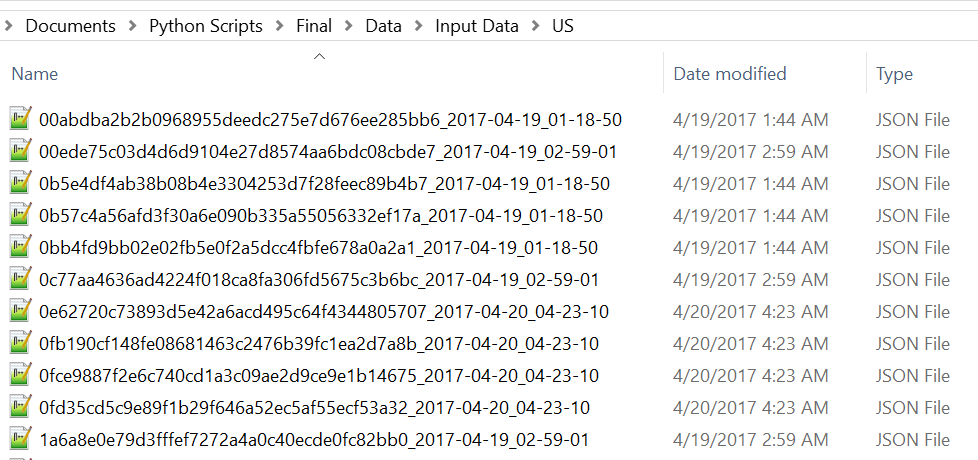 Documents Python Scripts Final Data Input Data US
Name Date modified Type
00abdba2b2b0968955deedc275e7d676ee285bb6_2017-04-19_01-18-50 4/19/2017 1:44 AM JSON File
00ede75c03d4d6d9104e27d8574aa6bdc08cbde7_2017-04-19_02-59-01 4/19/2017 2:59 AM JSON File
0b5e4df4ab38b08b4e3304253d7f28feec89b4b7_2017-04-19_01-18-50 4/19/2017 1:44 AM JSON File
0b57c4a56afd3f30a6e090b335a55056332ef17a_2017-04-19_01-18-50 4/19/2017 1:44 AM JSON File
0bb4fd9bb02e02fb5e0f2a5dcc4fbfe678a0a2a1_2017-04-19_01-18-50 4/19/2017 1:44 AM JSON File
0c77aa4636ad4224f018ca8fa306fd5675c3b6bc_2017-04-19_02-59-01 4/19/2017 2:59 AM JSON File
0e62720c73893d5e42a6acd495c64f4344805707_2017-04-20_04-23-10 4/20/2017 4:23 AM JSON File
0fb190cf148fe08681463c2476b39fc1ea2d7a8b_2017-04-20_04-23-10 4/20/2017 4:23 AM JSON File
0fce9887f2e6c740cd1a3c09ae2d9ce9e1b14675_2017-04-20_04-23-10 4/20/2017 4:23 AM JSON File
0fd35cd5c9e89f1b29f646a52ec5af55ecf53a32_2017-04-20_04-23-10 4/20/2017 4:23 AM JSON File
1a6a8e0e79d3fffef7272a4a0c40ecde0fc82bb0_2017-04-19_02-59-01 4/19/2017 2:59 AM JSON File